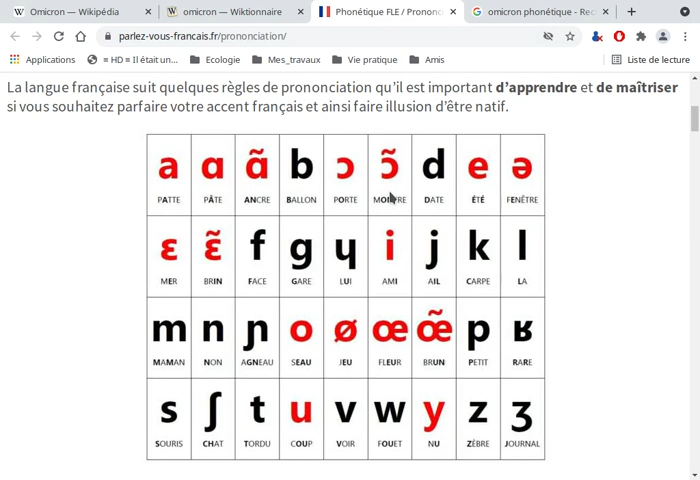 Omicron — Wikipédia
omicron — Wiktionnaire
Phonétique FLE / Prononc
omicron phonétique - Rec
parlez-vous-francais.fr/prononciation/
Applications
≡ HD ≡ Il était un...
Ecologie
Mes_travaux
Vie pratique
Amis
Liste de lecture
La langue française suit quelques règles de prononciation qu'il est important d'apprendre et de maîtriser
si vous souhaitez parfaire votre accent français et ainsi faire illusion d'être natif.
a ɑ ɑ̃ b ɔ ɔ̃ d e ə
PATTE PÂTE ANCRE BALLON PORTE DATE ÉTÉ FENÊTRE
ɛ ɛ̃ f g ɥ i j k l
MER BRIN FACE GARE LUI AMI AIL CARPE LA
m n ɲ o ø œ œ̃ p ʁ
MAMAN NON AGNEAU SEAU JEU FLEUR BRUN PETIT RARE
s ʃ t u v w y z ʒ
SOURIS CHAT TORDU COUP VOIR FOUET NU ZÈBRE JOURNAL